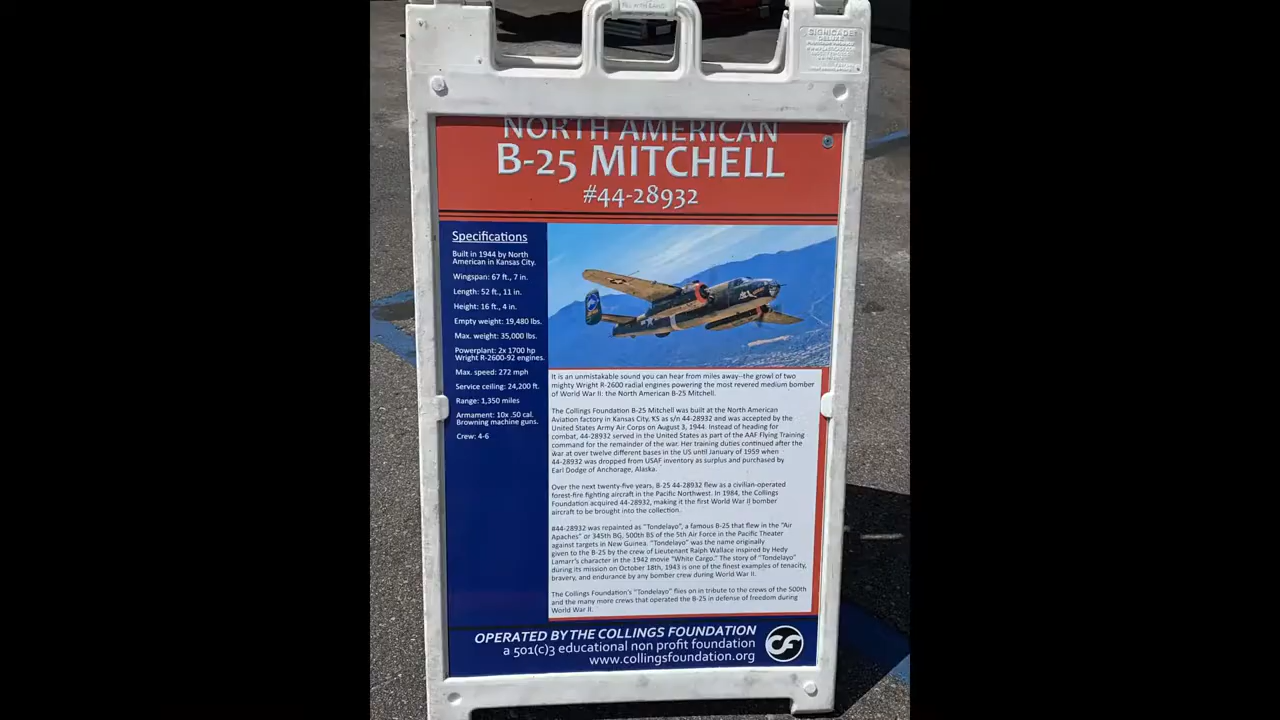 NORTH AMERICAN
B-25 MITCHELL
#44-28932
Specifications
Built in 1944 by North
American in Kansas City.
Wingspan: 67 ft., 7 in.
Length: 52 ft., 11 in.
Height: 16 ft., 4 in.
Empty weight: 19,480 lbs.
Max. weight: 35,000 lbs.
Powerplant: 2x 1700 hp
Wright R-2600-92 engines.
Max. speed: 272 mph
Service ceiling: 24,200 ft.
Range: 1,350 miles
Armament: 10x .50 cal.
Browning machine guns.
Crew: 4-6
It is an unmistakable sound you can hear from miles away--the growl of two
mighty Wright R-2600 radial engines powering the most revered medium bomber
of World War II: the North American B-25 Mitchell.
The Collings Foundation B-25 Mitchell was built at the North American
Aviation factory in Kansas City, KS as s/n 44-28932 and was accepted by the
United States Army Air Corps on August 3, 1944. Instead of heading for
combat, 44-28932 served in the United States as part of the AAF Flying Training
command for the remainder of the war. Her training duties continued after the
war at over twelve different bases in the US until January of 1959 when
44-28932 was dropped from USAF inventory as surplus and purchased by
Earl Dodge of Anchorage, Alaska.
Over the next twenty-five years, B-25 44-28932 flew as a civilian-operated
forest-fire fighting aircraft in the Pacific Northwest. In 1984, the Collings
Foundation acquired 44-28932, making it the first World War II bomber
aircraft to be brought into the collection.
#44-28932 was repainted as "Tondelayo", a famous B-25 that flew in the "Air
Apaches" or 345th BG, 500th BS of the 5th Air Force in the Pacific Theater
against targets in New Guinea. "Tondelayo" was the name originally
given to the B-25 by the crew of Lieutenant Ralph Wallace inspired by Hedy
Lamarr's character in the 1942 movie "White Cargo." The story of "Tondelayo"
during its mission on October 18th, 1943 is one of the finest examples of tenacity,
bravery, and endurance by any bomber crew during World War II.
The Collings Foundation's "Tondelayo" flies on in tribute to the crews of the 500th
and the many more crews that operated the B-25 in defense of freedom during
World War II.
OPERATED BY THE COLLINGS FOUNDATION
a 501(c)3 educational non profit foundation
www.collingsfoundation.org
CF
SIGNICADE
DELUXE